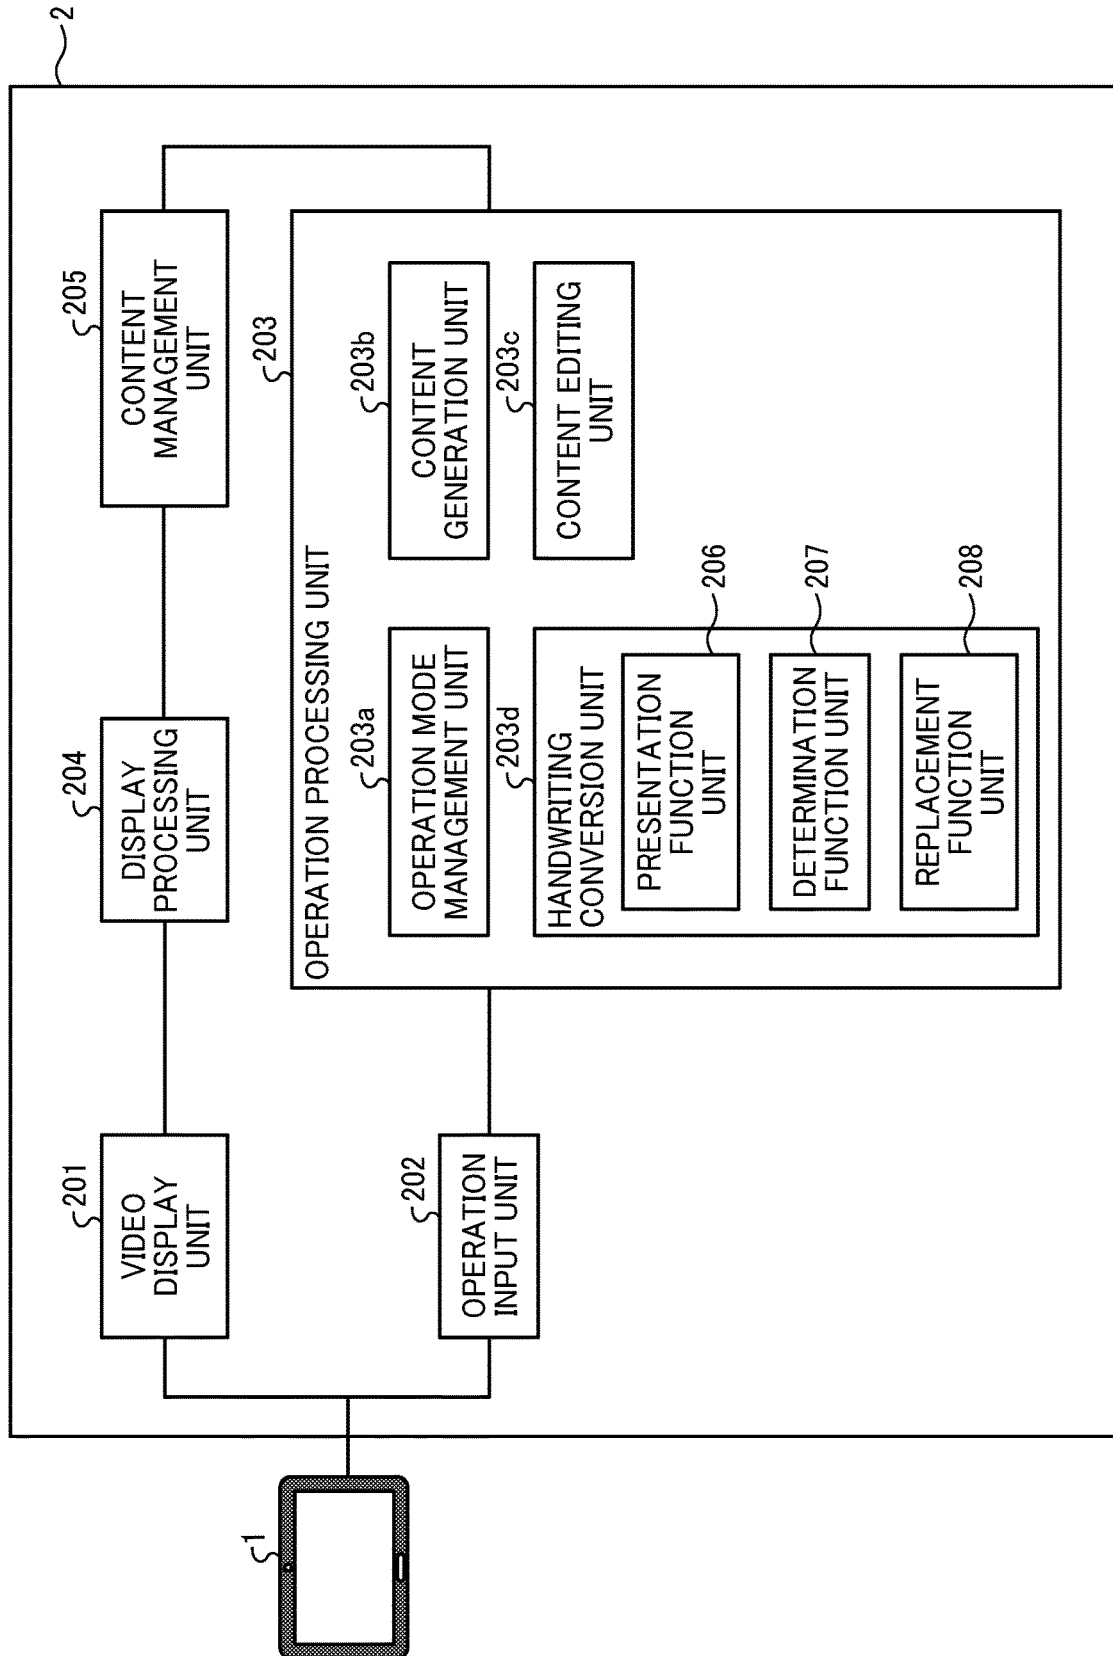 2
1
201
VIDEO
DISPLAY
UNIT
204
DISPLAY
PROCESSING
UNIT
205
CONTENT
MANAGEMENT
UNIT
202
OPERATION
INPUT UNIT
203
OPERATION PROCESSING UNIT
203a
OPERATION MODE
MANAGEMENT UNIT
203b
CONTENT
GENERATION UNIT
203d
HANDWRITING
CONVERSION UNIT
PRESENTATION
FUNCTION
UNIT
206
DETERMINATION
FUNCTION UNIT
207
REPLACEMENT
FUNCTION
UNIT
208
203c
CONTENT EDITING
UNIT